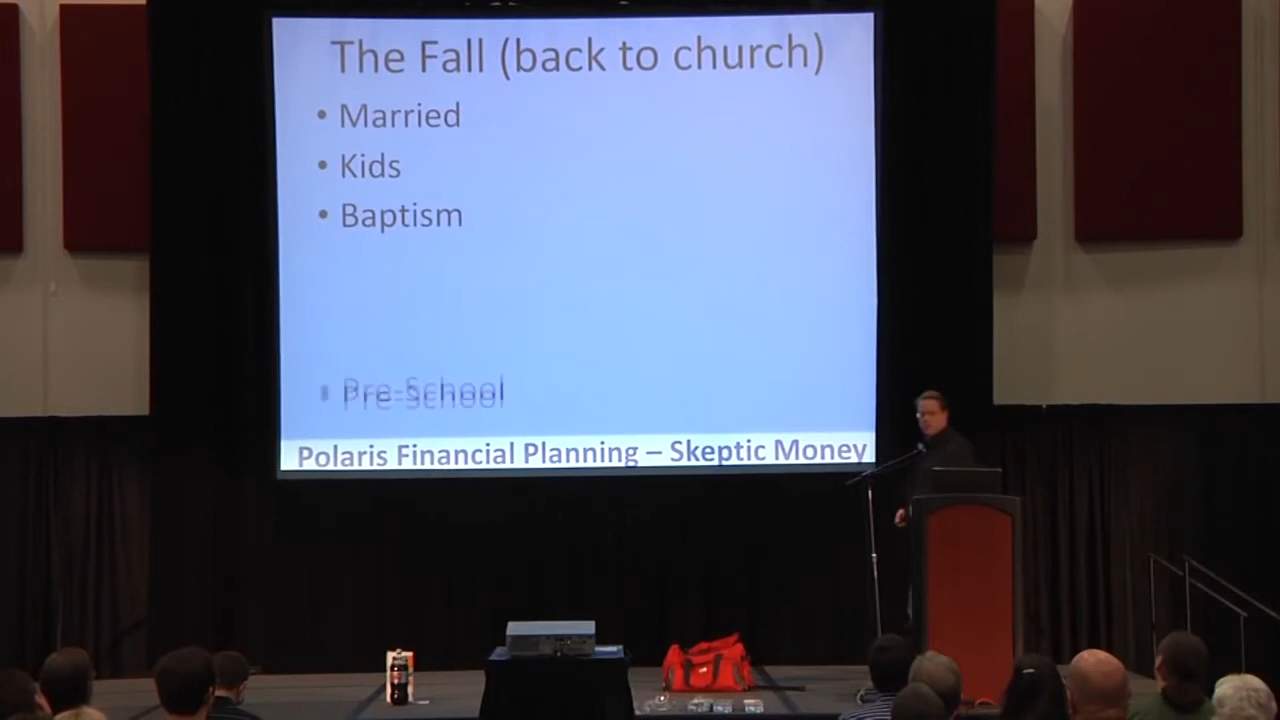 The Fall (back to church)
• Married
• Kids
• Baptism
• Pre-School
Polaris Financial Planning – Skeptic Money